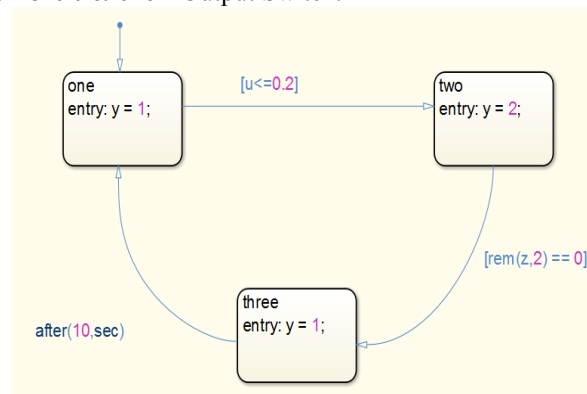 one
entry: y = 1;
[u<=0.2]
two
entry: y = 2;
[rem(z,2) == 0]
three
entry: y = 1;
after(10,sec)